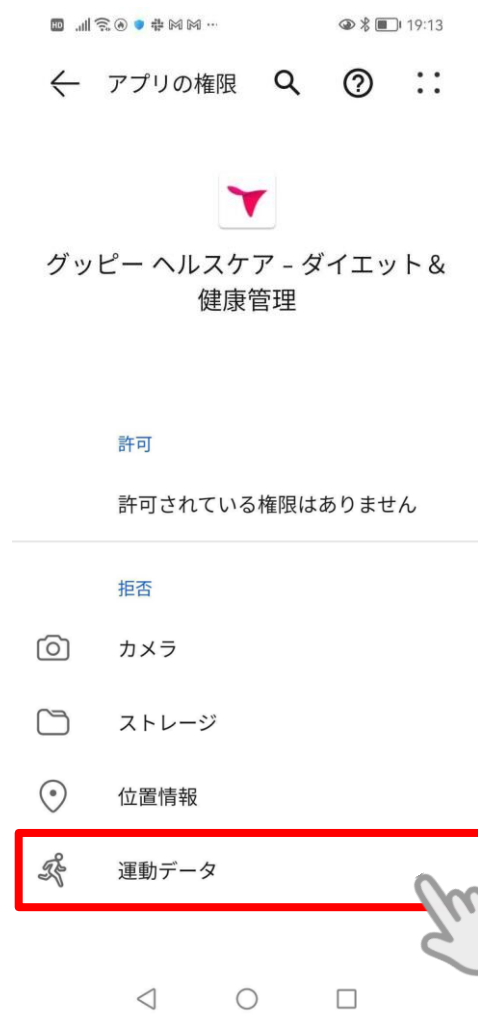 HD 19:13
アプリの権限
グッピー ヘルスケア – ダイエット＆
健康管理
許可
許可されている権限はありません
拒否
カメラ
ストレージ
位置情報
運動データ